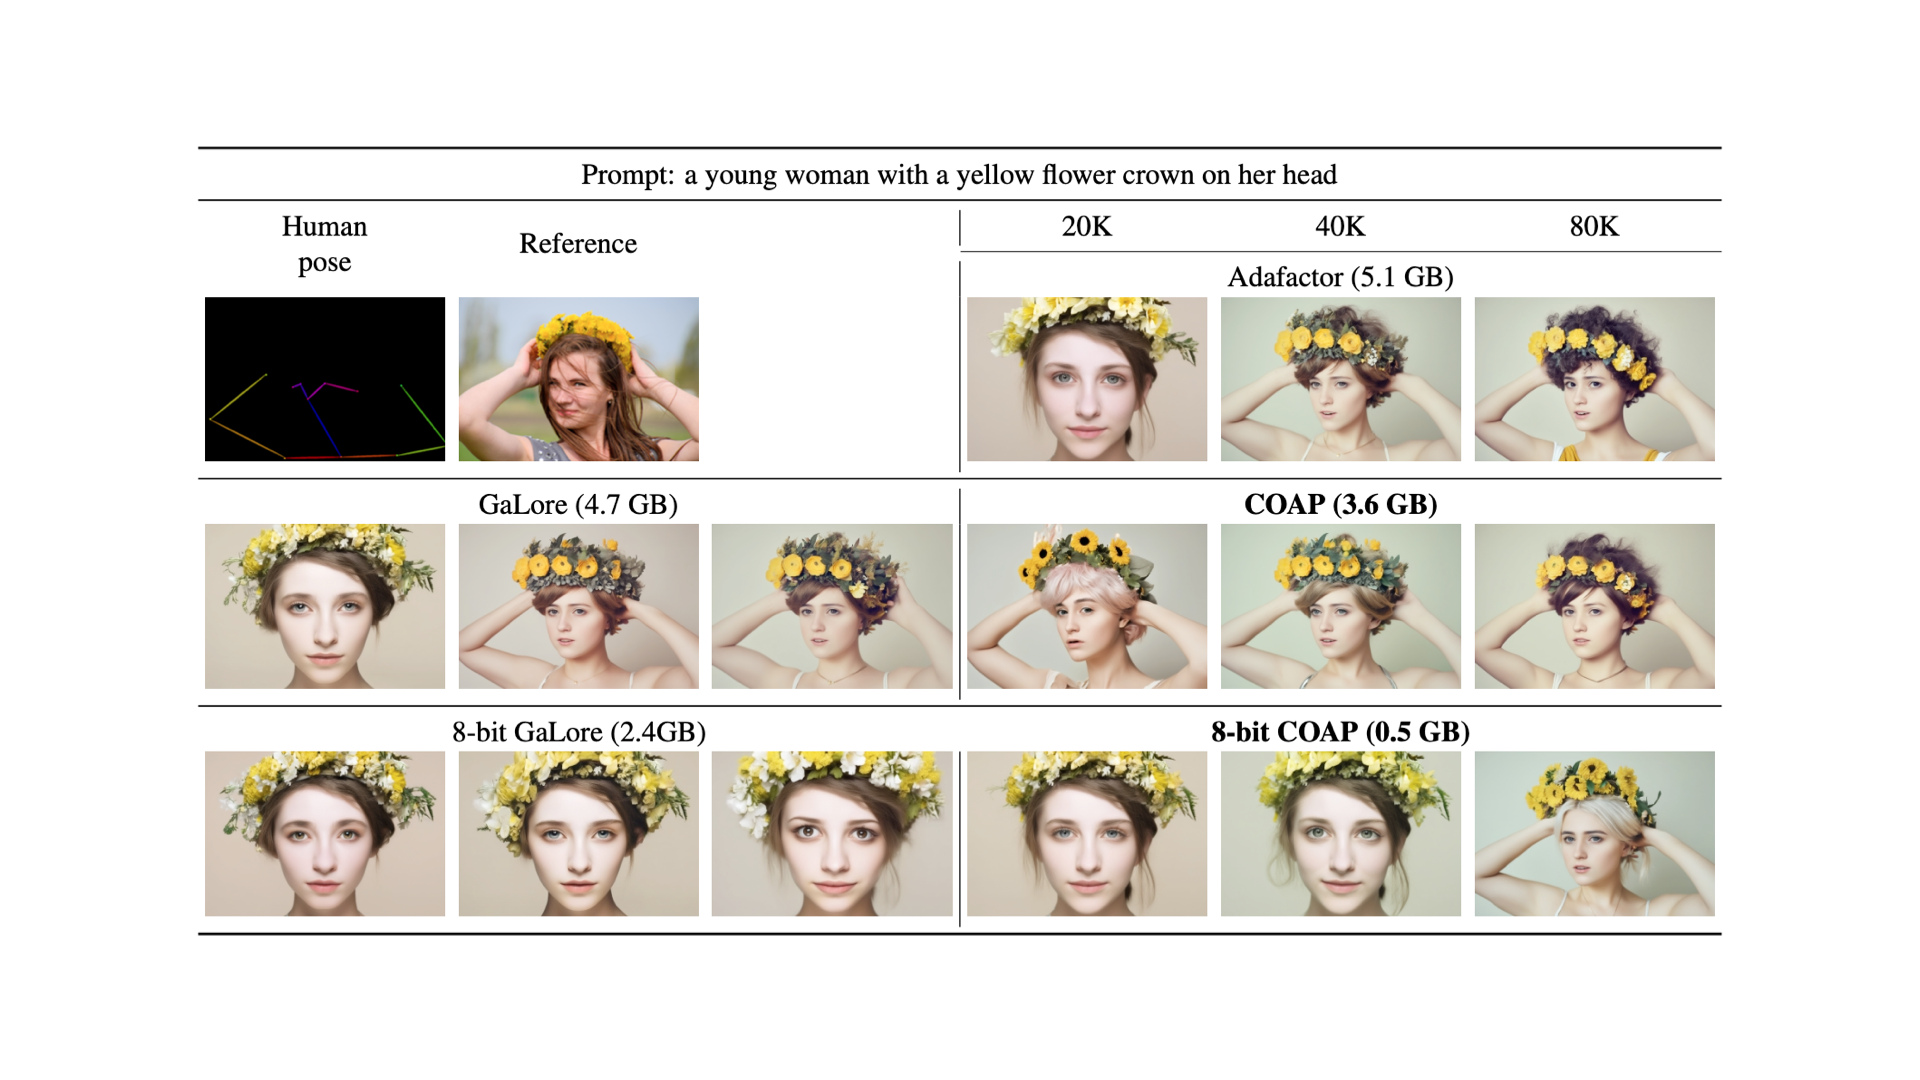 Prompt: a young woman with a yellow flower crown on her head
Human
pose
Reference
20K
40K
80K
Adafactor (5.1 GB)
GaLore (4.7 GB)
COAP (3.6 GB)
8-bit GaLore (2.4GB)
8-bit COAP (0.5 GB)